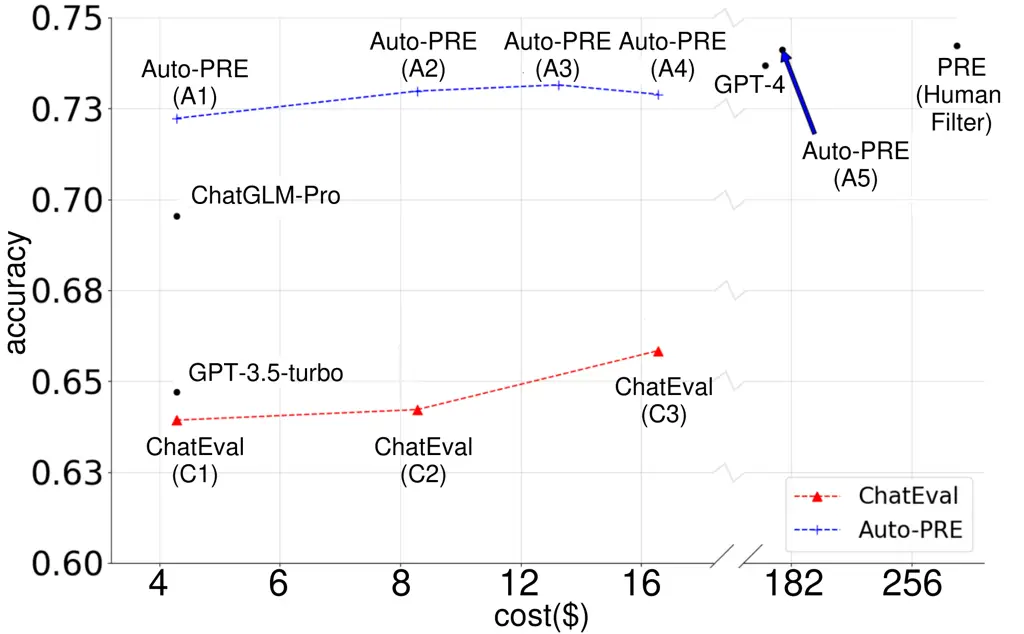 0.75
0.73
0.70
0.68
0.65
0.63
0.60
accuracy
Auto-PRE
(A1)
Auto-PRE
(A2)
Auto-PRE
(A3)
Auto-PRE
(A4)
GPT-4
Auto-PRE
(A5)
PRE
(Human
Filter)
ChatGLM-Pro
GPT-3.5-turbo
ChatEval
(C1)
ChatEval
(C2)
ChatEval
(C3)
ChatEval
Auto-PRE
4 6 8 12 16 182 256
cost($)